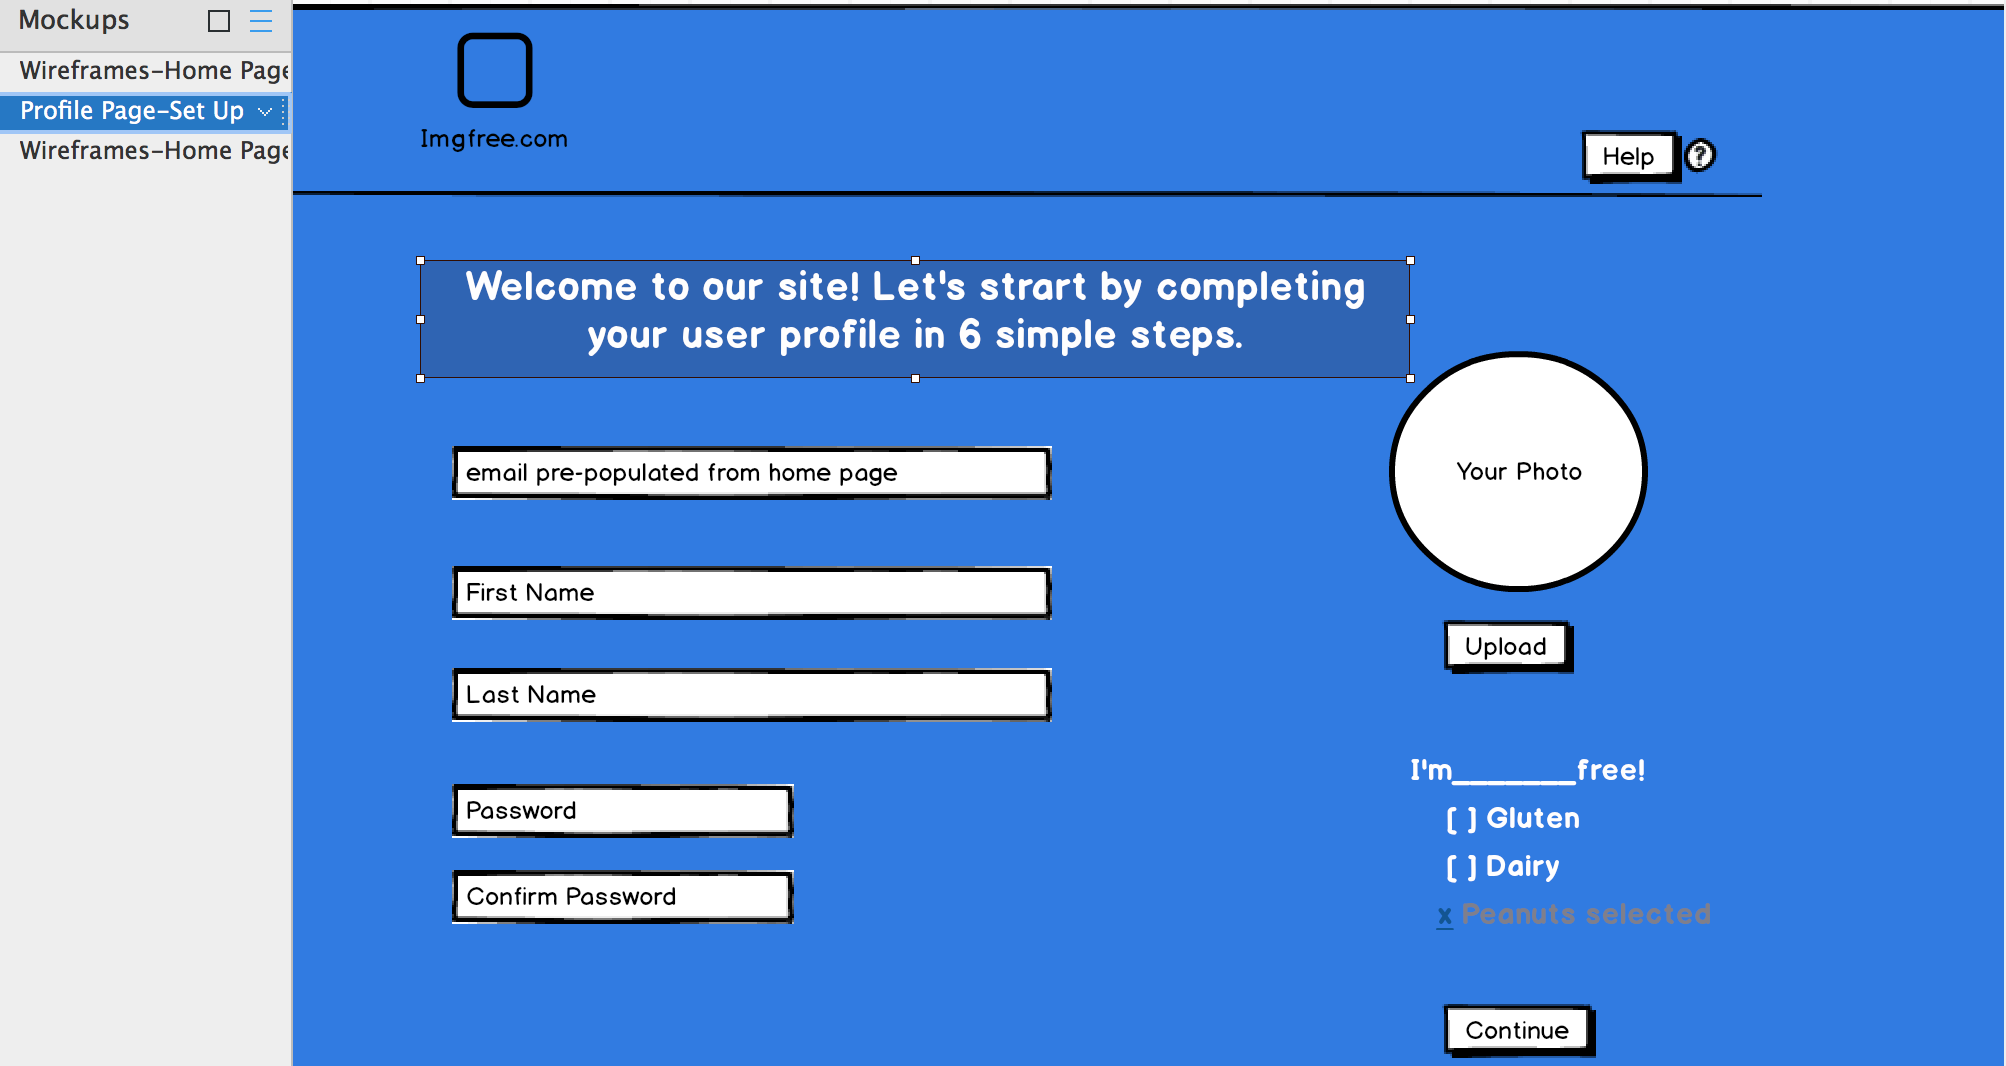 Mockups
Wireframes-Home Page
Profile Page-Set Up
Wireframes-Home Page
Imgfree.com
Help ?
Welcome to our site! Let's strart by completing
your user profile in 6 simple steps.
email pre-populated from home page
First Name
Last Name
Password
Confirm Password
Your Photo
Upload
I'm_______free!
[ ] Gluten
[ ] Dairy
x Peanuts selected
Continue